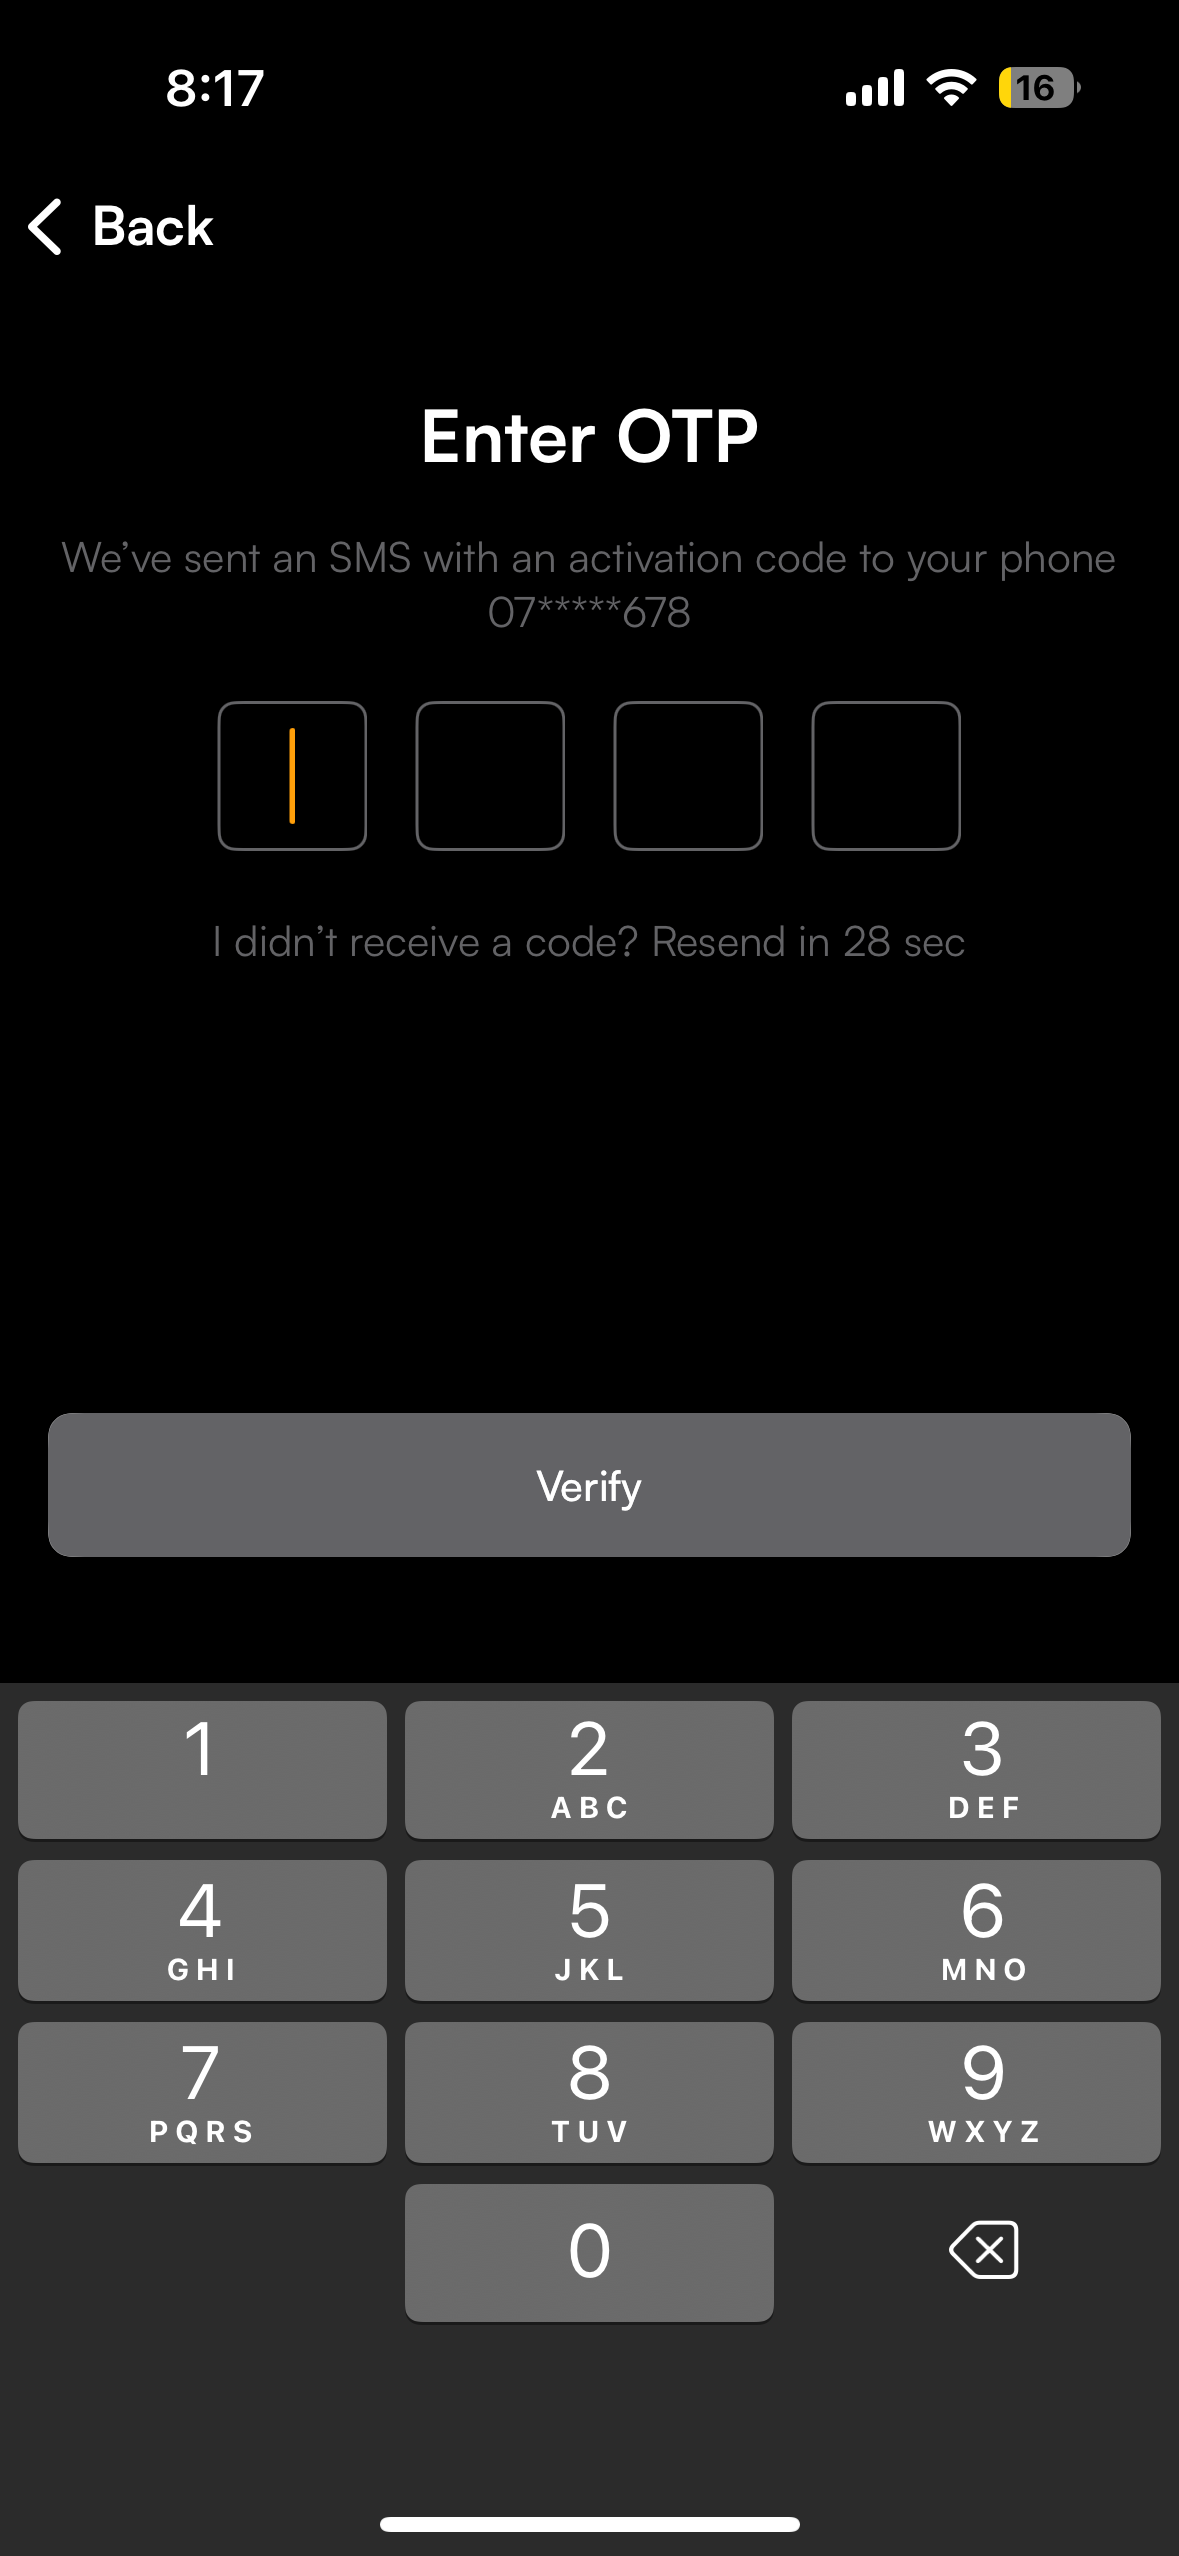 8:17
16
Back
Enter OTP
We’ve sent an SMS with an activation code to your phone
07*****678
I didn’t receive a code? Resend in 28 sec
Verify
1
2
ABC
3
DEF
4
GHI
5
JKL
6
MNO
7
PQRS
8
TUV
9
WXYZ
0